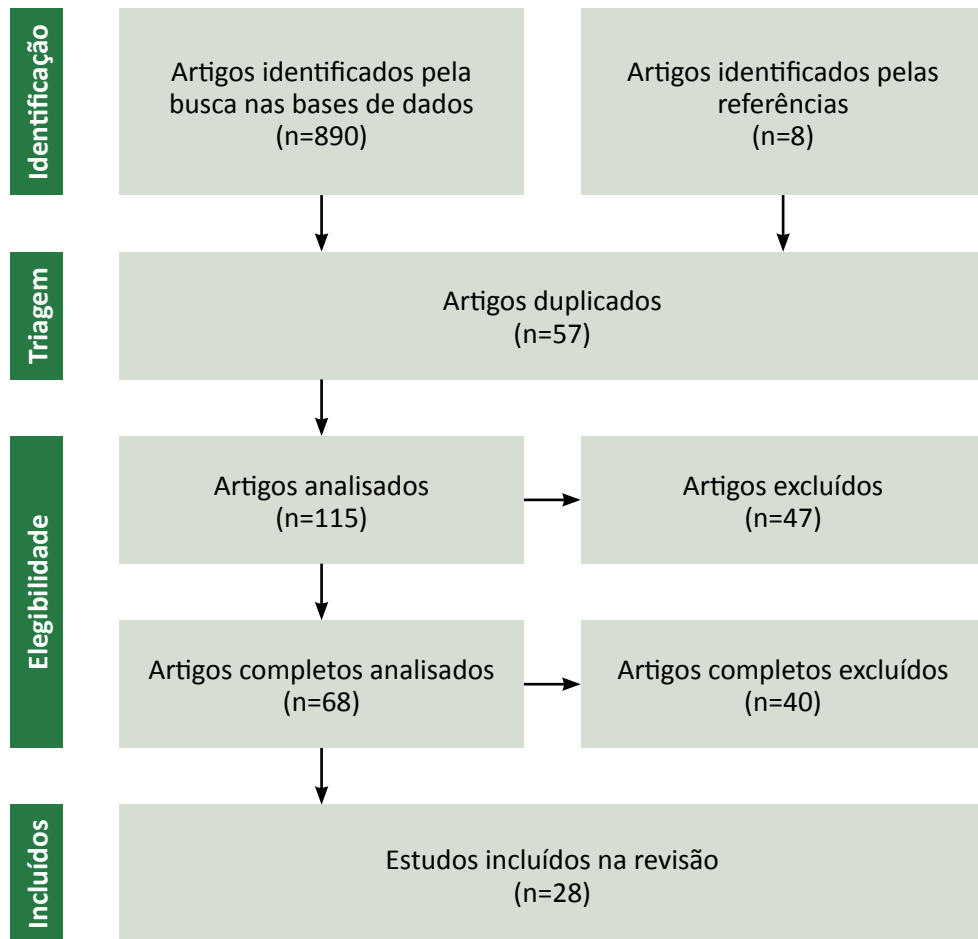 Identificação
Artigos identificados pela
busca nas bases de dados
(n=890)
Artigos identificados pelas
referências
(n=8)
Triagem
Artigos duplicados
(n=57)
Elegibilidade
Artigos analisados
(n=115)
Artigos excluídos
(n=47)
Artigos completos analisados
(n=68)
Artigos completos excluídos
(n=40)
Incluídos
Estudos incluídos na revisão
(n=28)